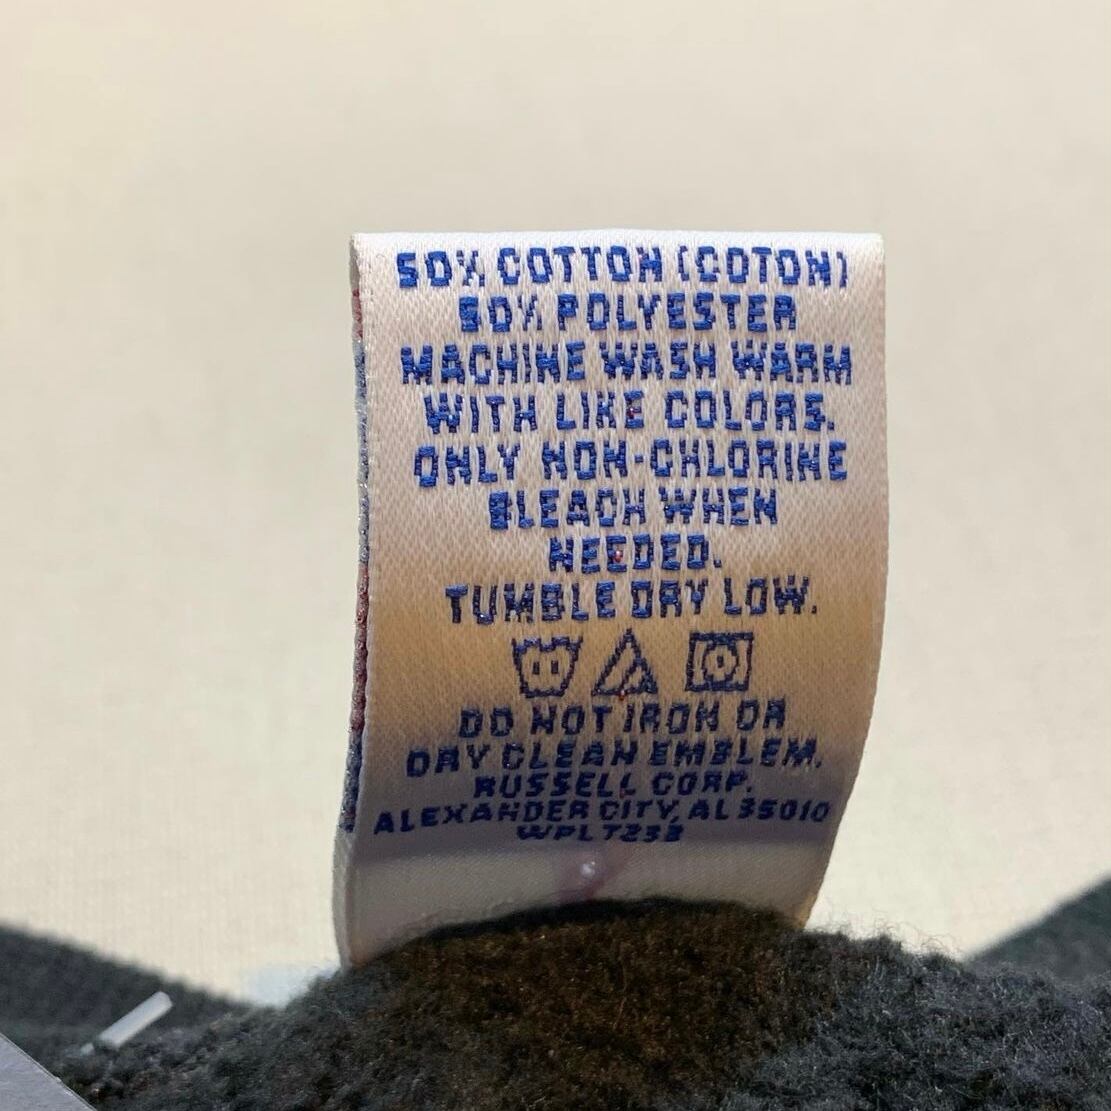 50% COTTON (COTON)
50% POLYESTER
MACHINE WASH WARM
WITH LIKE COLORS.
ONLY NON-CHLORINE
BLEACH WHEN
NEEDED.
TUMBLE DRY LOW.
DO NOT IRON OR
DRY CLEAN EMBLEM.
RUSSELL CORP.
ALEXANDER CITY, AL 35010
WPL 7233